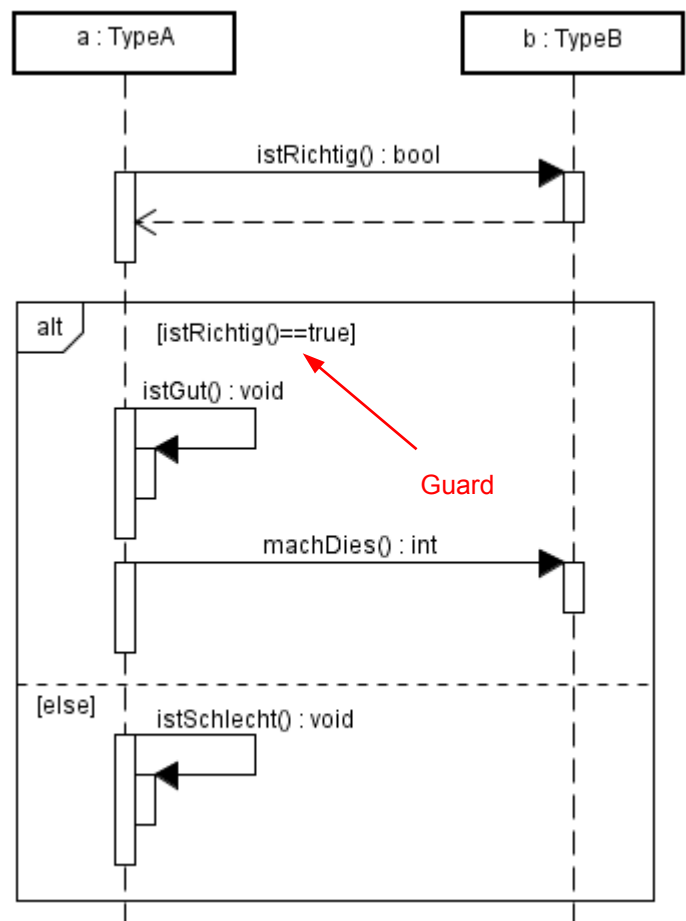 a : TypeA
b : TypeB
istRichtig() : bool
alt
[istRichtig()==true]
istGut() : void
Guard
machDies() : int
[else]
istSchlecht() : void